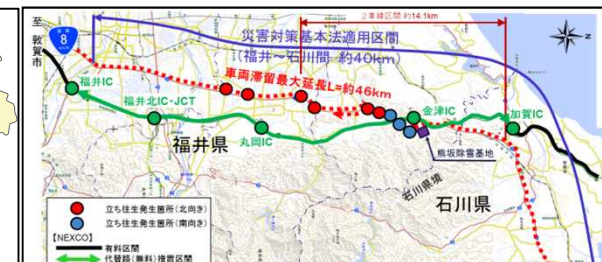 至
敦賀市
国道
8
2車線区間 約14.1km
災害対策基本法適用区間
(福井～石川間 約40km)
車両滞留最大延長L=約46km
福井IC
福井北IC・JCT
丸岡IC
金津IC
加賀IC
熊坂除雪基地
福井県
石川県境
石川県
立ち往生発生箇所(北向き)
立ち往生発生箇所(南向き)
【NEXCO】
有料区間
代替路(無料)措置区間